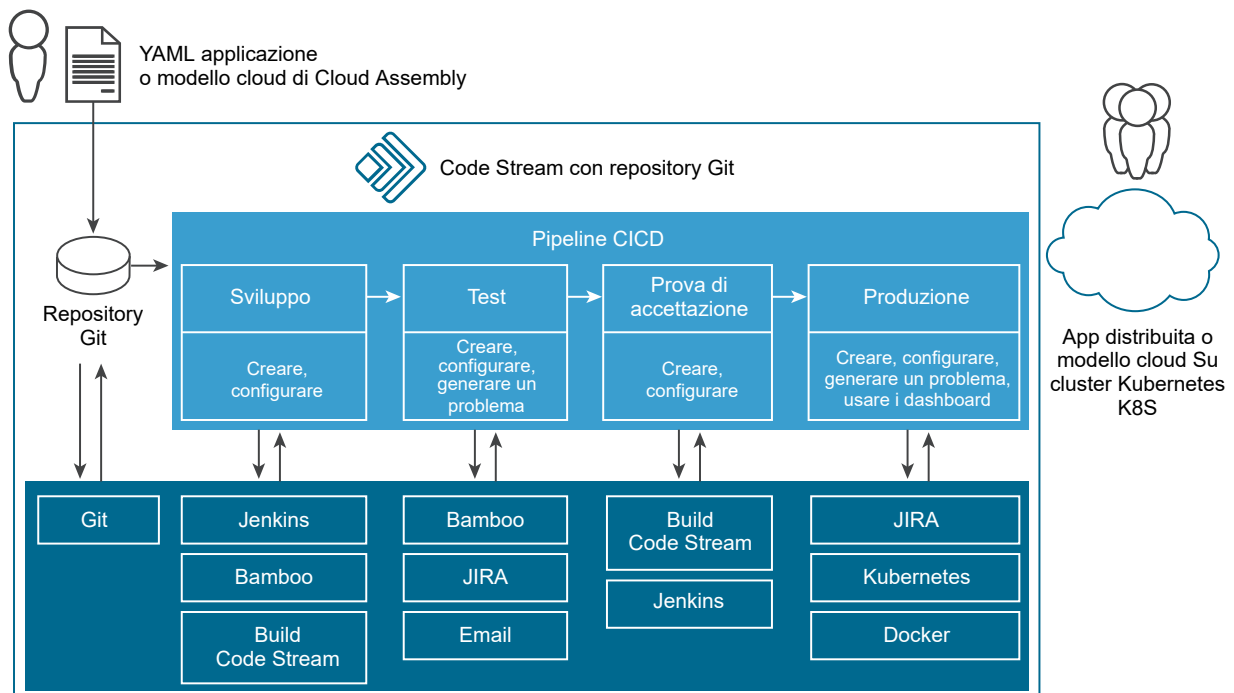 YAML applicazione
o modello cloud di Cloud Assembly
Code Stream con repository Git
Pipeline CICD
Repository
Git
Sviluppo
Creare,
configurare
Test
Creare,
configurare,
generare un
problema
Prova di
accettazione
Creare,
configurare
Produzione
Creare, configurare,
generare un problema,
usare i dashboard
App distribuita o
modello cloud Su
cluster Kubernetes
K8S
Git
Jenkins
Bamboo
Build
Code Stream
Bamboo
JIRA
Email
Build
Code Stream
Jenkins
JIRA
Kubernetes
Docker